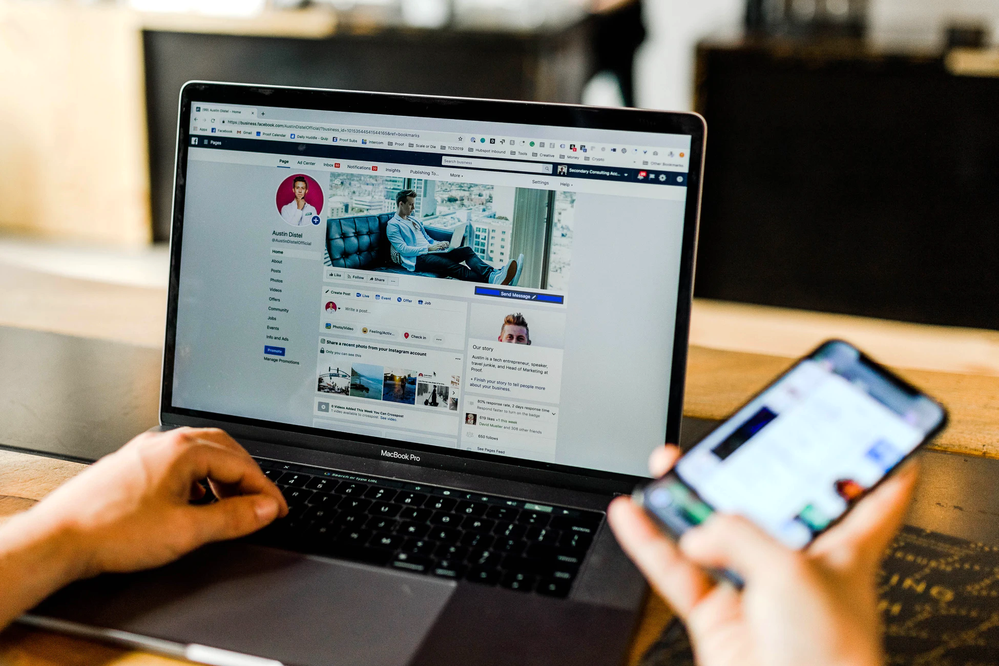 (99) Austin Distel - Home
https://business.facebook.com/AustinDistelOfficial/?business_id=10153544541544165&ref=bookmarks
Apps Facebook Gmail Proof Calendar Daily Huddle - Quip Proof Subs Intercom Proof Scale or Die TCS2019 Hubspot Inbound Tools Creative Money Crypto Other Bookmarks
Pages
Search business
Secondary Consulting Acc...
Page Ad Center Inbox 50 Notifications 20 Insights Publishing To... More Settings Help
Austin Distel
@AustinDistelOfficial
Home
About
Posts
Photos
Videos
Offers
Community
Jobs
Events
Info and Ads
Promote
Manage Promotions
Like Follow Share ...
Send Message
Create Post Live Event Offer Job
Write a post...
Photo/Video Feeling/Activ... Check in ...
Share a recent photo from your Instagram account ...
Only you can see this
0 Videos Added This Week You Can Crosspost
1 video available to crosspost. See video.
Our story
Austin is a tech entrepreneur, speaker,
travel junkie, and Head of Marketing at
Proof.
+ Finish your story to tell people more
about your business.
80% response rate, 2 days response time
Respond faster to turn on the badge
619 likes +1 this week
David Mueller and 308 other friends
650 follows
See Pages Feed
MacBook Pro
Search or type URL